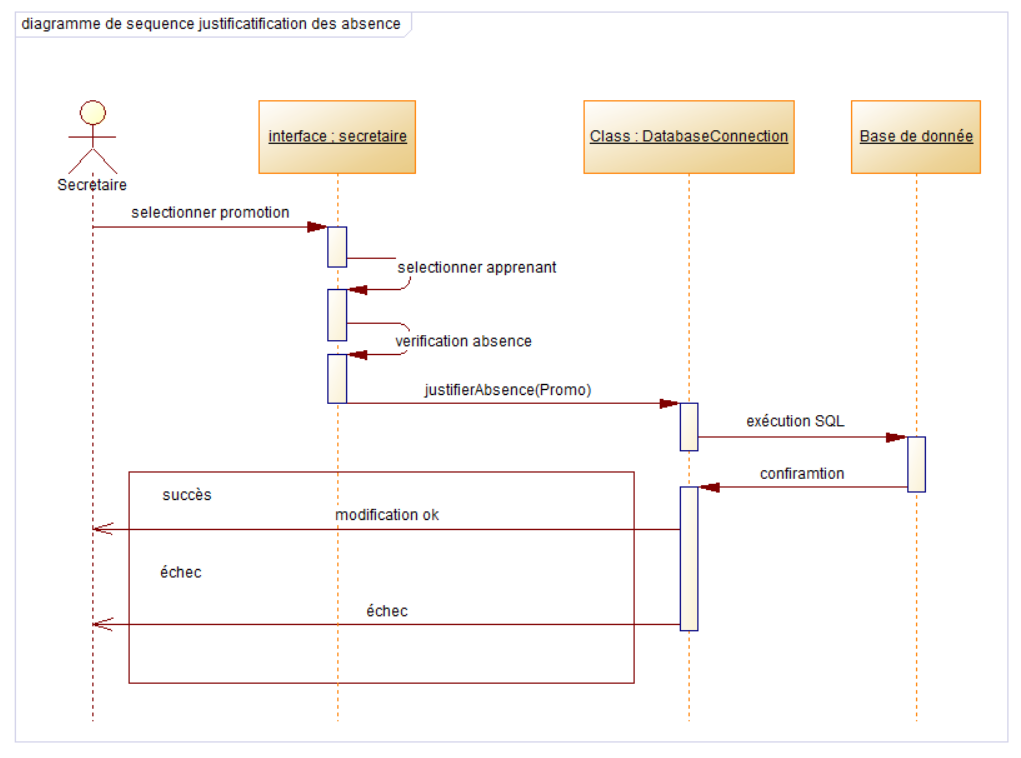 diagramme de sequence justificatification des absence
Secretaire
interface : secretaire
Class : DatabaseConnection
Base de donnée
selectionner promotion
selectionner apprenant
verification absence
justifierAbsence(Promo)
exécution SQL
confiramtion
succès
modification ok
échec
échec